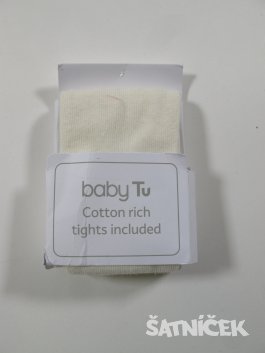 baby Tu
Cotton rich
tights included
ŠATNÍČEK